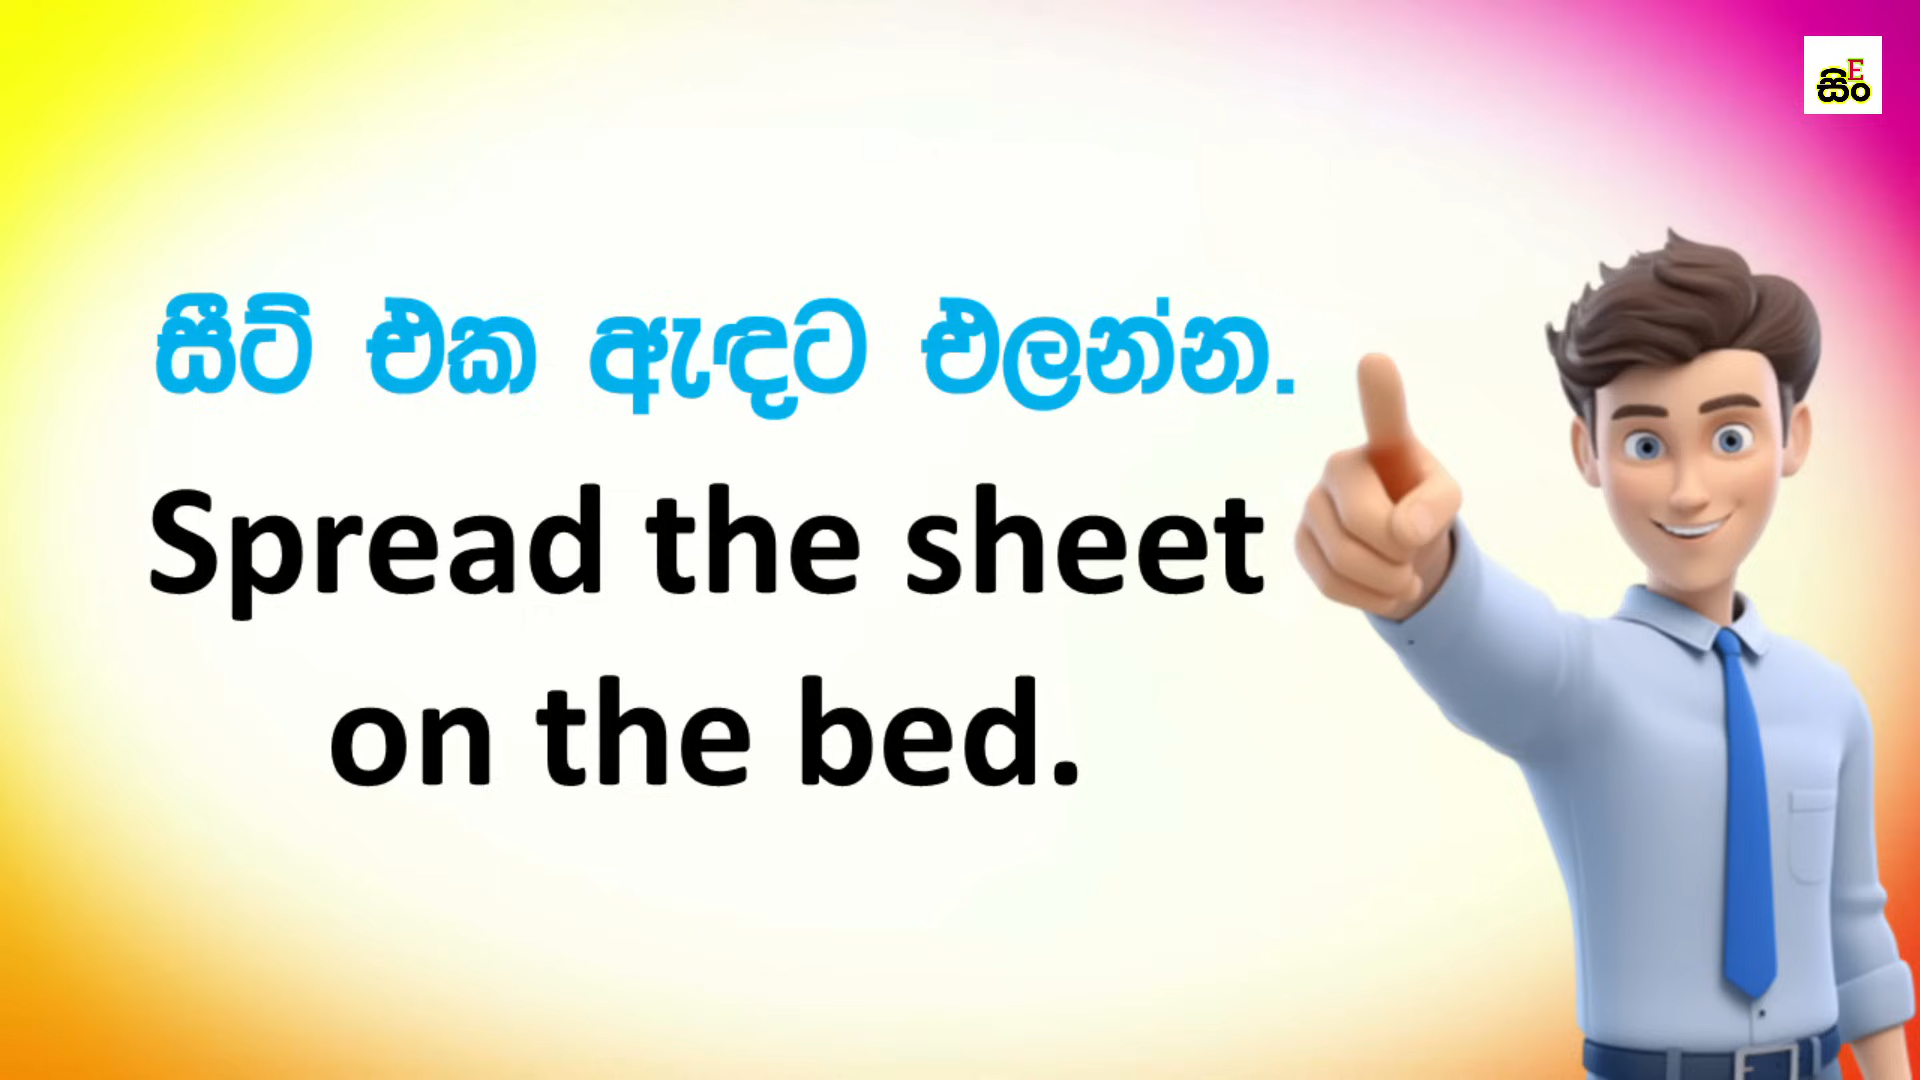 සිංE
සීට් එක ඇඳට එලන්න.
Spread the sheet
on the bed.